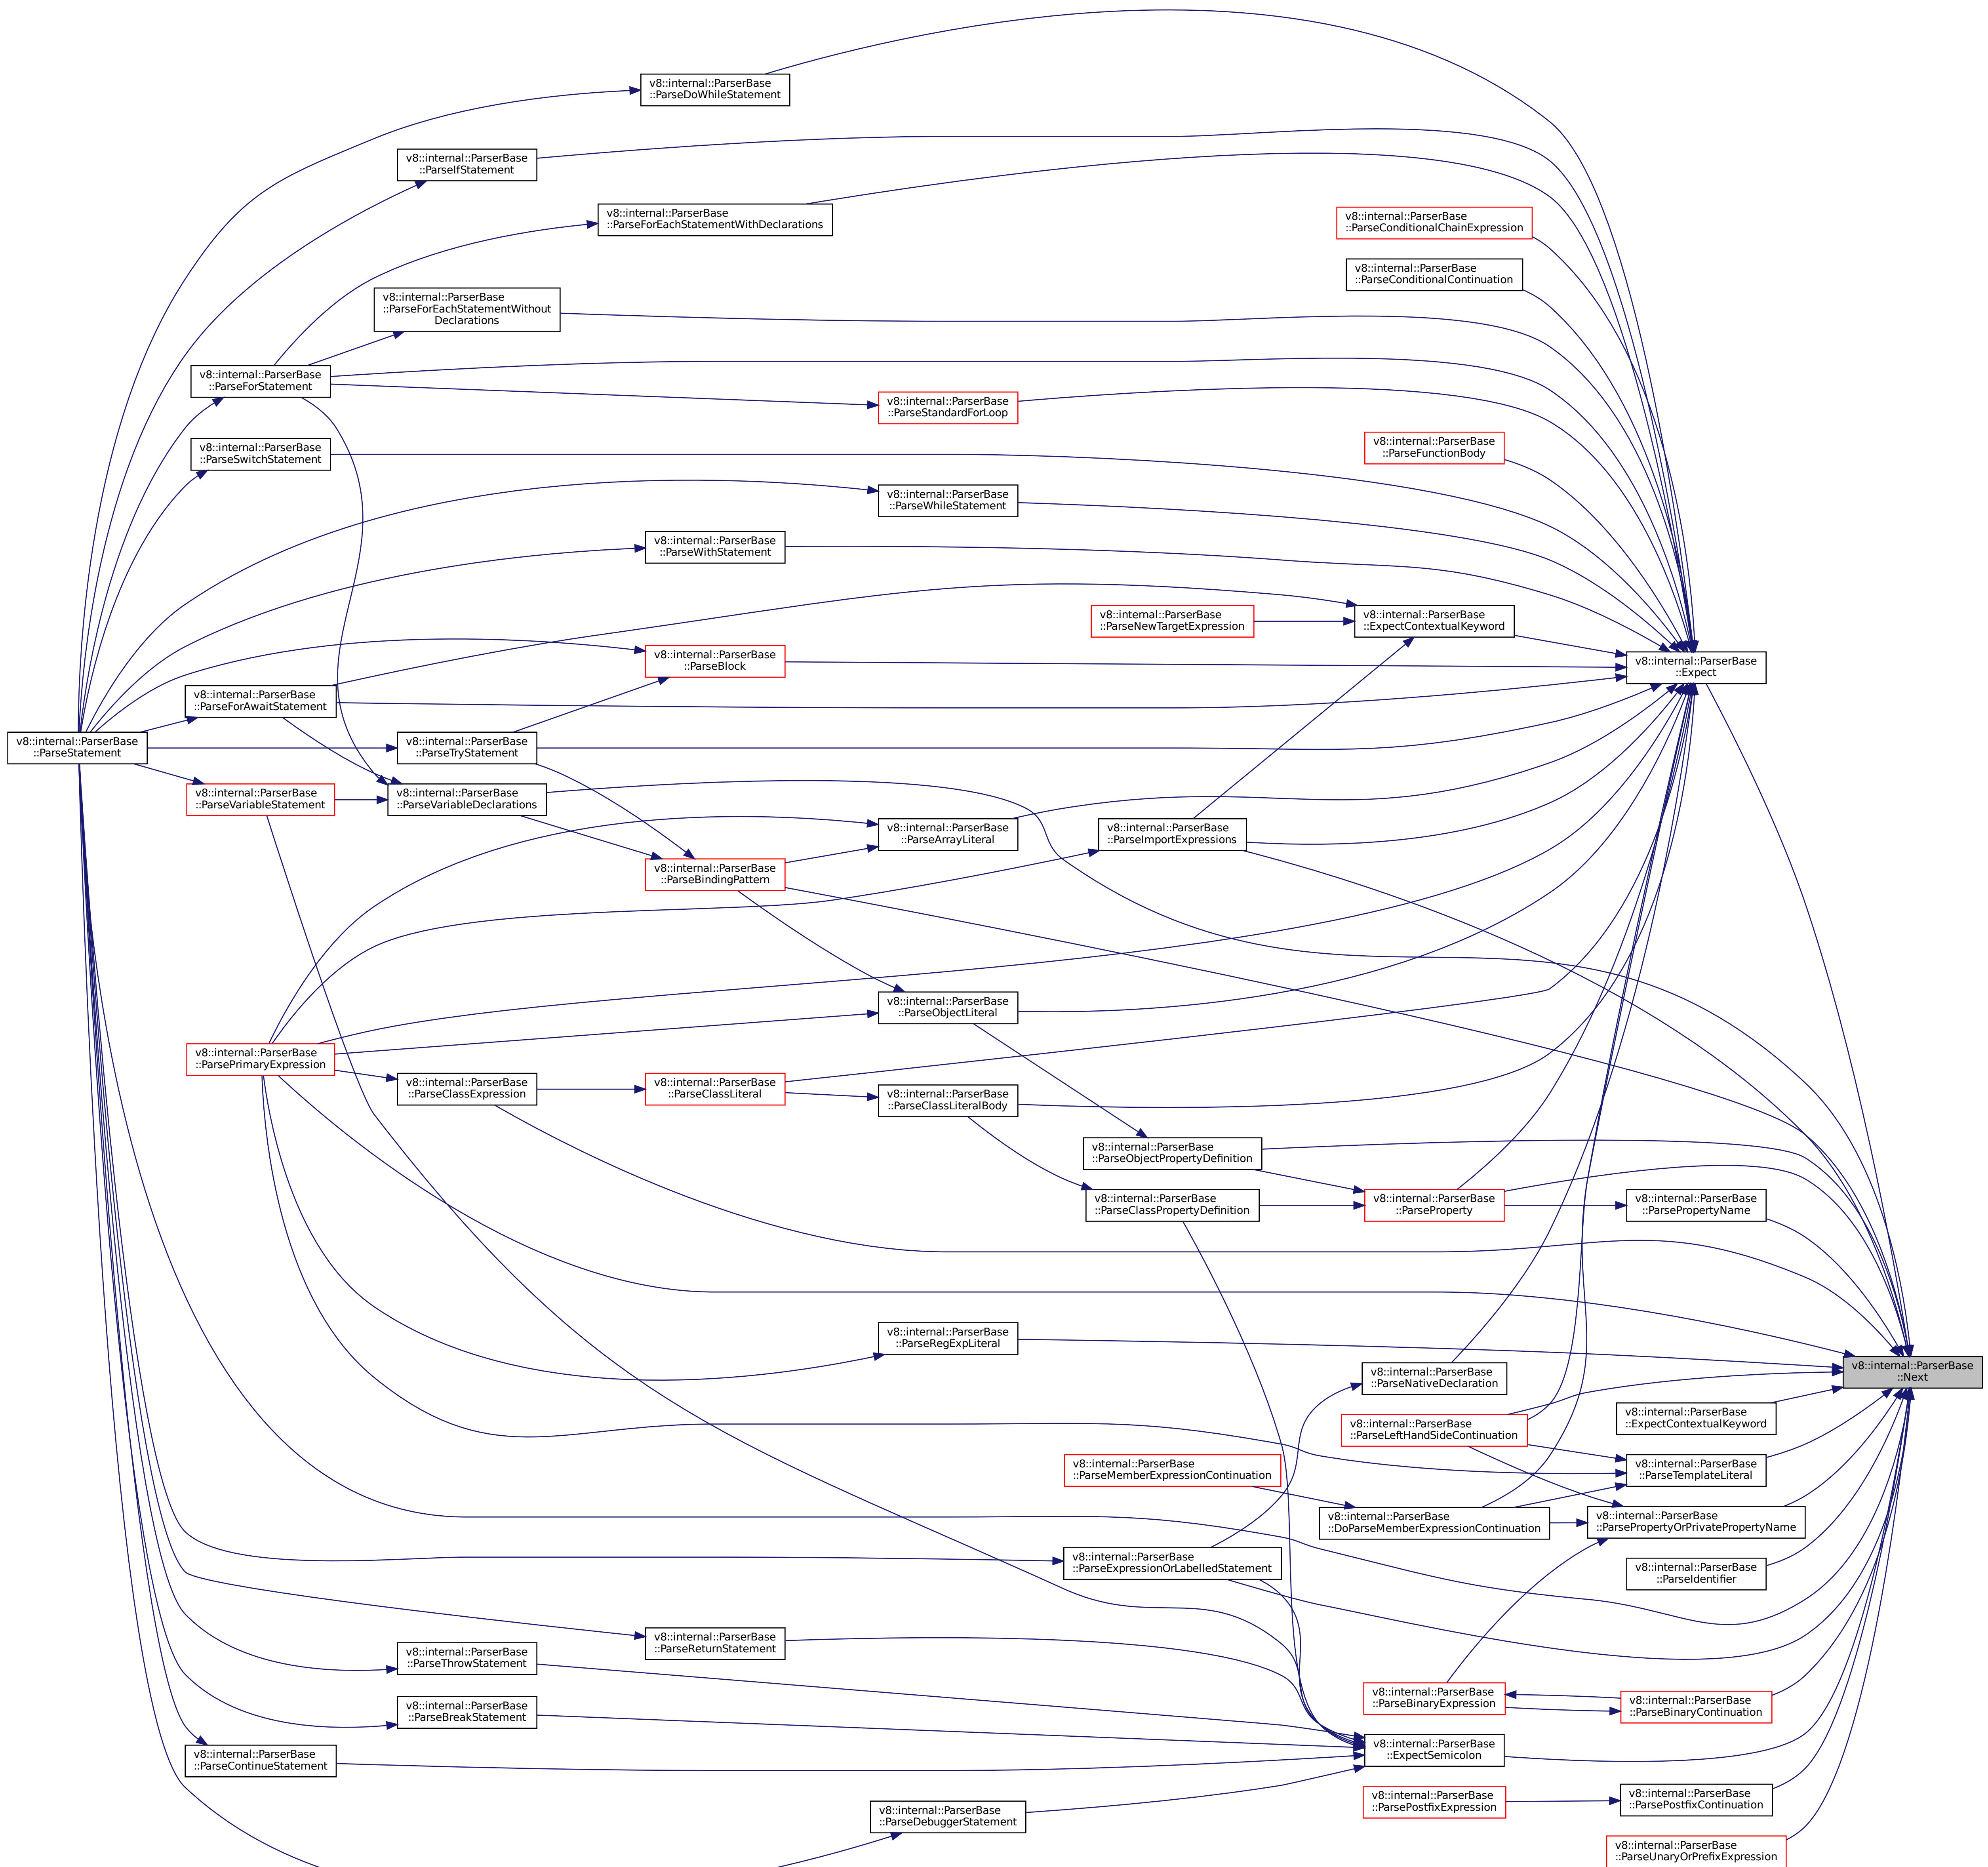 v8::internal::ParserBase
::ParseDoWhileStatement
v8::internal::ParserBase
::ParseIfStatement
v8::internal::ParserBase
::ParseForEachStatementWithDeclarations
v8::internal::ParserBase
::ParseConditionalChainExpression
v8::internal::ParserBase
::ParseConditionalContinuation
v8::internal::ParserBase
::ParseForEachStatementWithout
Declarations
v8::internal::ParserBase
::ParseForStatement
v8::internal::ParserBase
::ParseStandardForLoop
v8::internal::ParserBase
::ParseSwitchStatement
v8::internal::ParserBase
::ParseFunctionBody
v8::internal::ParserBase
::ParseWhileStatement
v8::internal::ParserBase
::ParseWithStatement
v8::internal::ParserBase
::ParseNewTargetExpression
v8::internal::ParserBase
::ExpectContextualKeyword
v8::internal::ParserBase
::ParseBlock
v8::internal::ParserBase
::Expect
v8::internal::ParserBase
::ParseForAwaitStatement
v8::internal::ParserBase
::ParseStatement
v8::internal::ParserBase
::ParseTryStatement
v8::internal::ParserBase
::ParseVariableStatement
v8::internal::ParserBase
::ParseVariableDeclarations
v8::internal::ParserBase
::ParseArrayLiteral
v8::internal::ParserBase
::ParseImportExpressions
v8::internal::ParserBase
::ParseBindingPattern
v8::internal::ParserBase
::ParseObjectLiteral
v8::internal::ParserBase
::ParsePrimaryExpression
v8::internal::ParserBase
::ParseClassExpression
v8::internal::ParserBase
::ParseClassLiteral
v8::internal::ParserBase
::ParseClassLiteralBody
v8::internal::ParserBase
::ParseObjectPropertyDefinition
v8::internal::ParserBase
::ParseClassPropertyDefinition
v8::internal::ParserBase
::ParseProperty
v8::internal::ParserBase
::ParsePropertyName
v8::internal::ParserBase
::ParseRegExpLiteral
v8::internal::ParserBase
::ParseNativeDeclaration
v8::internal::ParserBase
::Next
v8::internal::ParserBase
::ExpectContextualKeyword
v8::internal::ParserBase
::ParseLeftHandSideContinuation
v8::internal::ParserBase
::ParseMemberExpressionContinuation
v8::internal::ParserBase
::ParseTemplateLiteral
v8::internal::ParserBase
::DoParseMemberExpressionContinuation
v8::internal::ParserBase
::ParsePropertyOrPrivatePropertyName
v8::internal::ParserBase
::ParseExpressionOrLabelledStatement
v8::internal::ParserBase
::ParseIdentifier
v8::internal::ParserBase
::ParseReturnStatement
v8::internal::ParserBase
::ParseThrowStatement
v8::internal::ParserBase
::ParseBinaryExpression
v8::internal::ParserBase
::ParseBinaryContinuation
v8::internal::ParserBase
::ParseBreakStatement
v8::internal::ParserBase
::ExpectSemicolon
v8::internal::ParserBase
::ParseContinueStatement
v8::internal::ParserBase
::ParsePostfixExpression
v8::internal::ParserBase
::ParsePostfixContinuation
v8::internal::ParserBase
::ParseDebuggerStatement
v8::internal::ParserBase
::ParseUnaryOrPrefixExpression